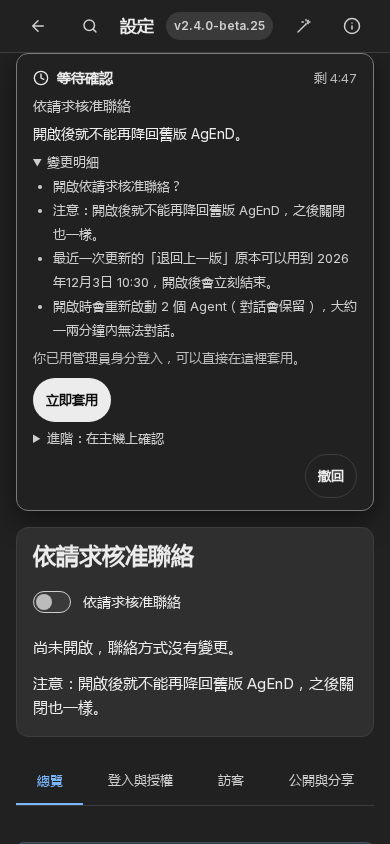 設定 v2.4.0-beta.25
等待確認 剩 4:47
依請求核准聯絡
開啟後就不能再降回舊版 AgEnD。
▼ 變更明細
• 開啟依請求核准聯絡？
• 注意：開啟後就不能再降回舊版 AgEnD，之後關閉
也一樣。
• 最近一次更新的「退回上一版」原本可以用到 2026
年12月3日 10:30，開啟後會立刻結束。
• 開啟時會重新啟動 2 個 Agent（對話會保留），大約
一兩分鐘內無法對話。
你已用管理員身分登入，可以直接在這裡套用。
立即套用
▶ 進階：在主機上確認
撤回
依請求核准聯絡
依請求核准聯絡
尚未開啟，聯絡方式沒有變更。
注意：開啟後就不能再降回舊版 AgEnD，之後關
閉也一樣。
總覽 登入與授權 訪客 公開與分享